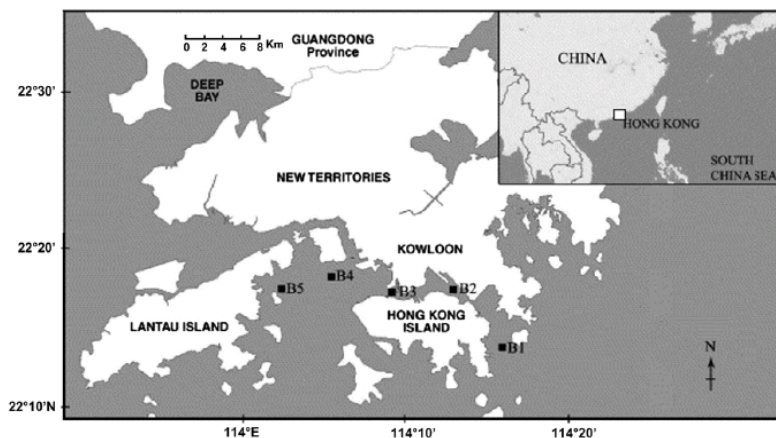 GUANGDONG
Province
0 2 4 6 8 Km
DEEP
BAY
CHINA
HONG KONG
SOUTH
CHINA SEA
22°30'
NEW TERRITORIES
22°20'
KOWLOON
B4
B5
B3
B2
LANTAU ISLAND
HONG KONG
ISLAND
B1
N
22°10'N
114°E
114°10'
114°20'